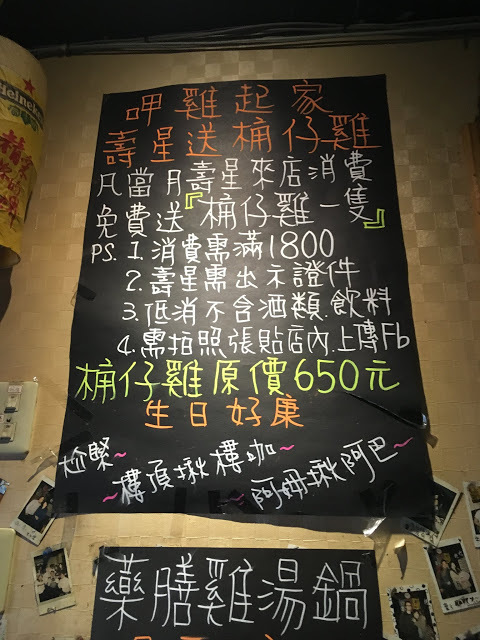 Heineken
呷雞起家
壽星送桶仔雞
凡當月壽星來店消費
免費送『桶仔雞一隻』
PS. 1.消費需滿1800
2.壽星需出示證件
3.低消不含酒類.飲料
4.需拍照張貼店內.上傳Fb
桶仔雞原價650元
生日好康
尬緊~
~樓頂揪樓咖~
阿姆揪阿巴~
藥膳雞湯鍋